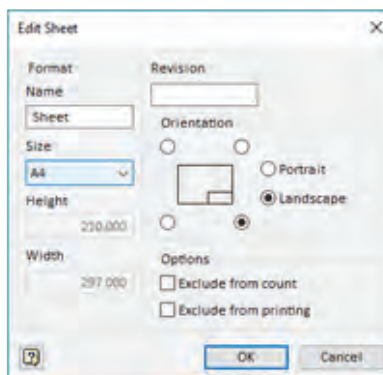 Edit Sheet
Format
Name
Sheet
Size
A4
Height
210.000
Width
297.000
Revision
Orientation
Portrait
Landscape
Options
Exclude from count
Exclude from printing
?
OK
Cancel